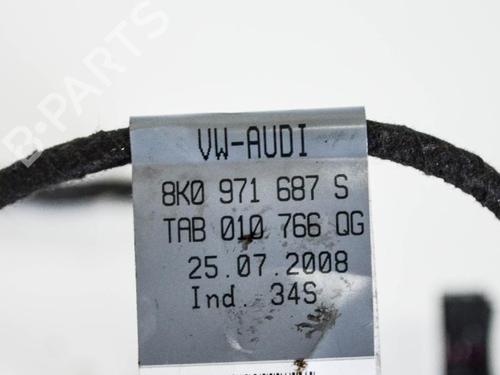 B-PARTS
VW-AUDI
8K0 971 687 S
TAB 010 766 QG
25.07.2008
Ind. 34S